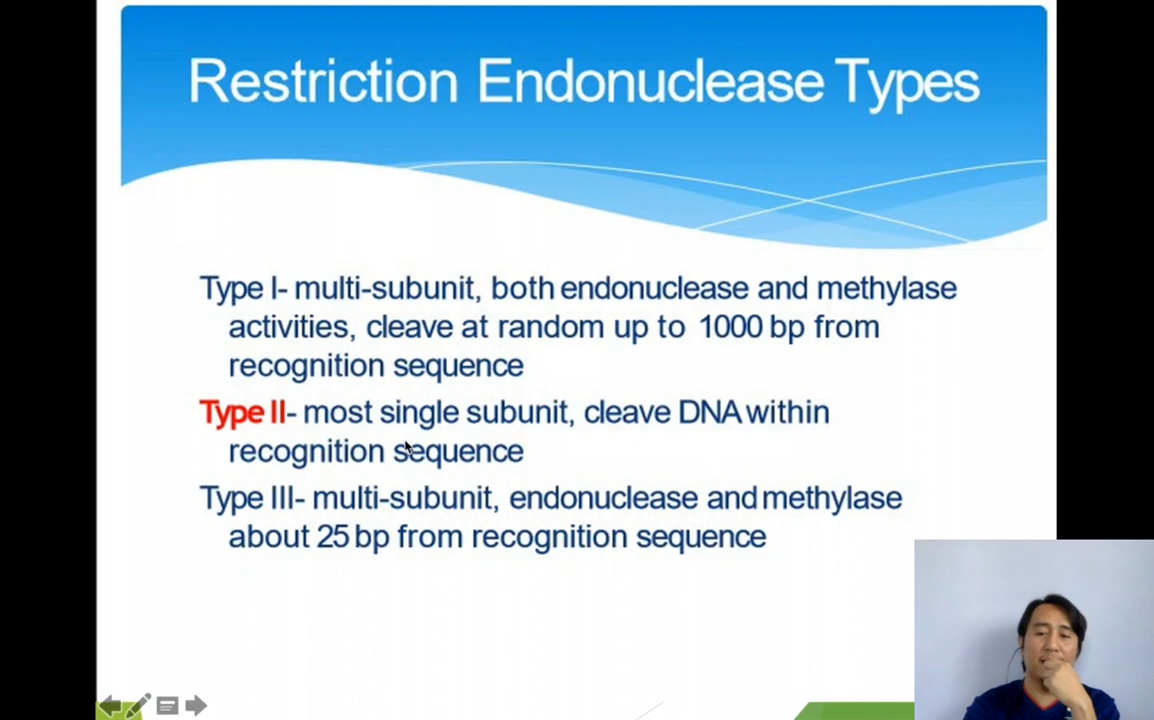 Restriction Endonuclease Types
Type I- multi-subunit, both endonuclease and methylase
activities, cleave at random up to 1000 bp from
recognition sequence
Type II- most single subunit, cleave DNA within
recognition sequence
Type III- multi-subunit, endonuclease and methylase
about 25 bp from recognition sequence